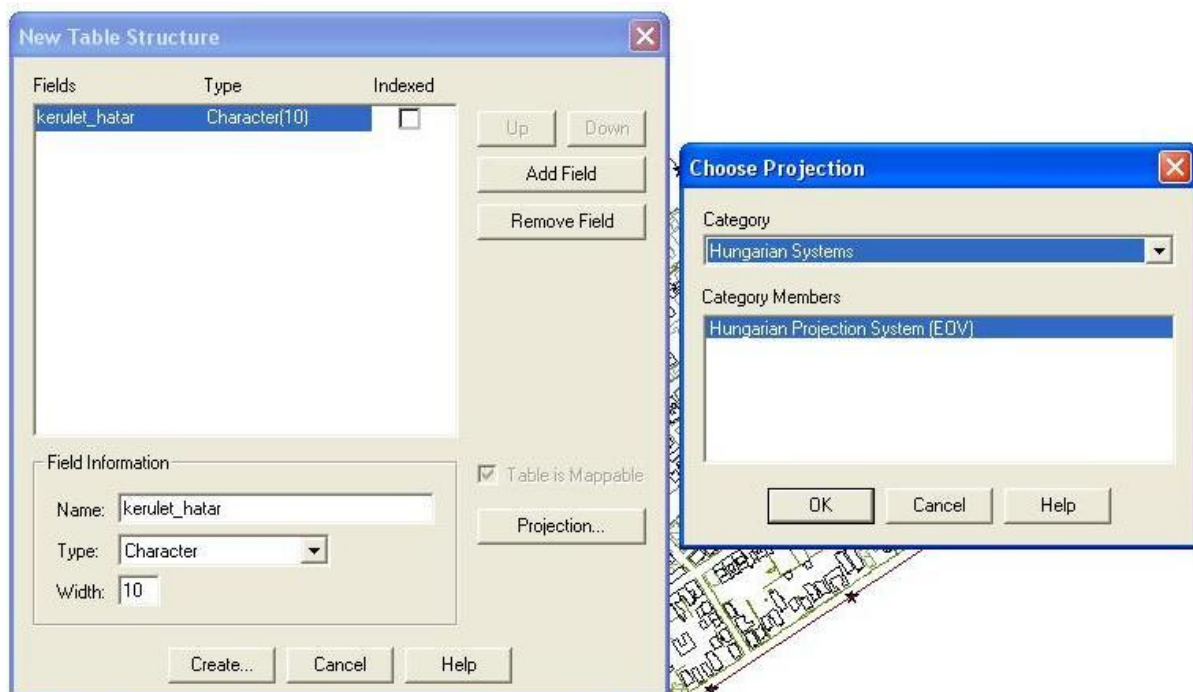 New Table Structure
Fields Type Indexed
kerulet_hatar Character(10)
Up Down
Add Field
Remove Field
Field Information
Name: kerulet_hatar
Type: Character
Width: 10
Table is Mappable
Projection...
Create... Cancel Help
Choose Projection
Category
Hungarian Systems
Category Members
Hungarian Projection System (EOV)
OK Cancel Help